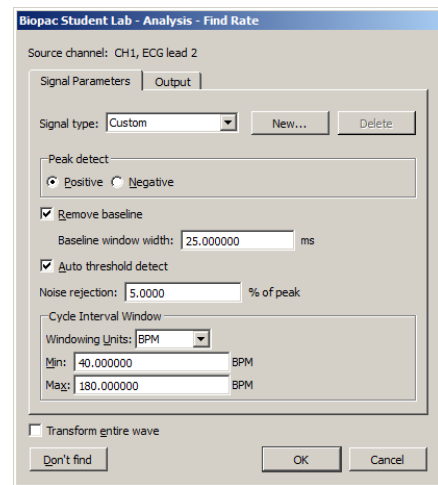 Biopac Student Lab - Analysis - Find Rate
Source channel: CH1, ECG lead 2
Signal Parameters Output
Signal type: Custom New... Delete
Peak detect
Positive Negative
Remove baseline
Baseline window width: 25.000000 ms
Auto threshold detect
Noise rejection: 5.0000 % of peak
Cycle Interval Window
Windowing Units: BPM
Min: 40.000000 BPM
Max: 180.000000 BPM
Transform entire wave
Don't find OK Cancel